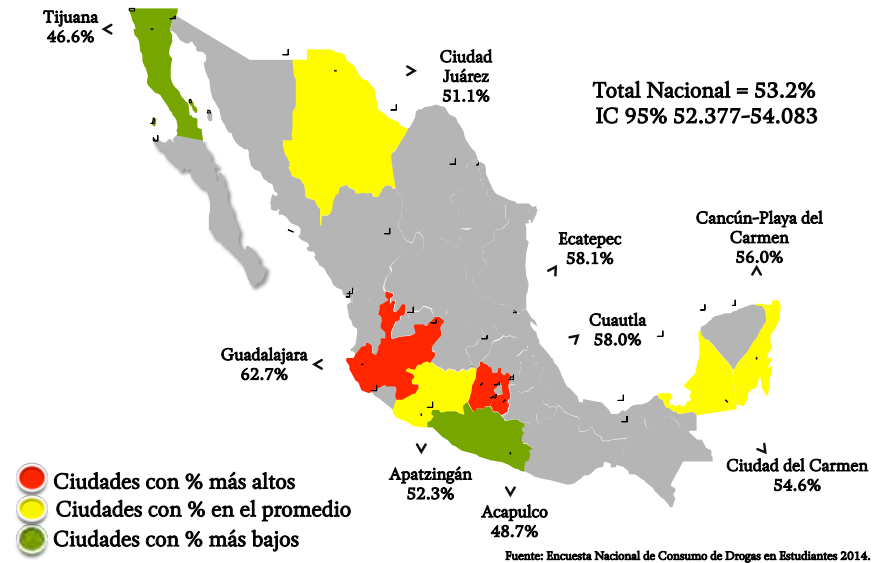 Tijuana
46.6%
Ciudad
Juárez
51.1%
Total Nacional = 53.2%
IC 95% 52.377-54.083
Cancún-Playa del
Carmen
56.0%
Ecatepec
58.1%
Cuautla
58.0%
Guadalajara
62.7%
Apatzingán
52.3%
Ciudad del Carmen
54.6%
Acapulco
48.7%
Ciudades con % más altos
Ciudades con % en el promedio
Ciudades con % más bajos
Fuente: Encuesta Nacional de Consumo de Drogas en Estudiantes 2014.